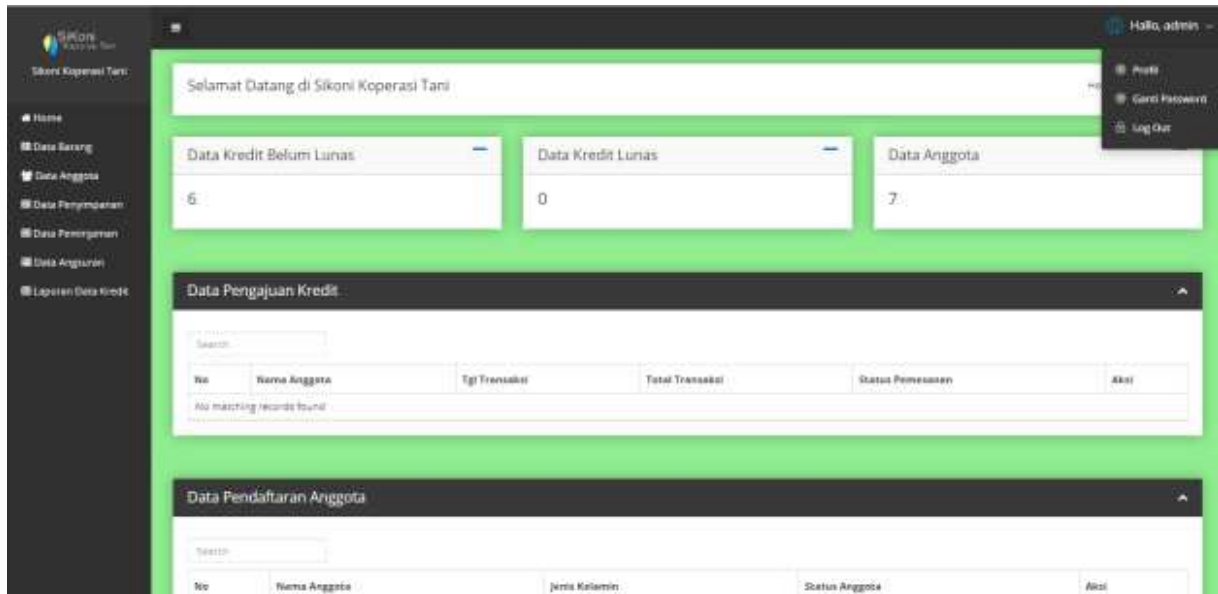 SiKoni
Sikoni Koperasi Tani
Home
Data Barang
Data Anggota
Data Penyimpanan
Data Peminjaman
Data Angsuran
Laporan Data Kredit
Hallo, admin
Profil
Ganti Password
Log Out
Selamat Datang di Sikoni Koperasi Tani
Data Kredit Belum Lunas
6
Data Kredit Lunas
0
Data Anggota
7
Data Pengajuan Kredit
Search
No Nama Anggota Tgl Transaksi Total Transaksi Status Pemesanan Aksi
No matching records found
Data Pendaftaran Anggota
Search
No Nama Anggota Jenis Kelamin Status Anggota Aksi